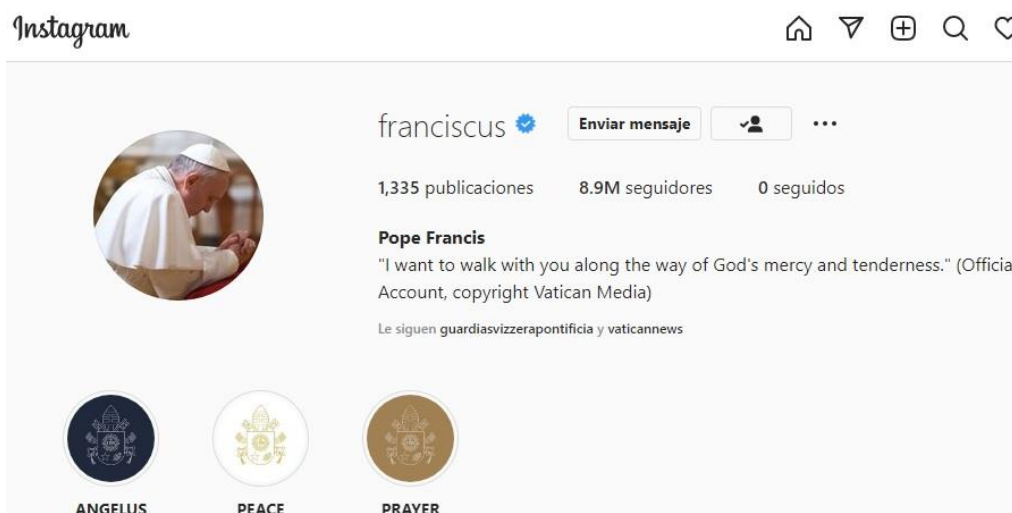 Instagram
franciscus
Enviar mensaje
1,335 publicaciones 8.9M seguidores 0 seguidos
Pope Francis
"I want to walk with you along the way of God's mercy and tenderness." (Officia
Account, copyright Vatican Media)
Le siguen guardiasvizzerapontificia y vaticannews
ANGELUS PEACE PRAYER